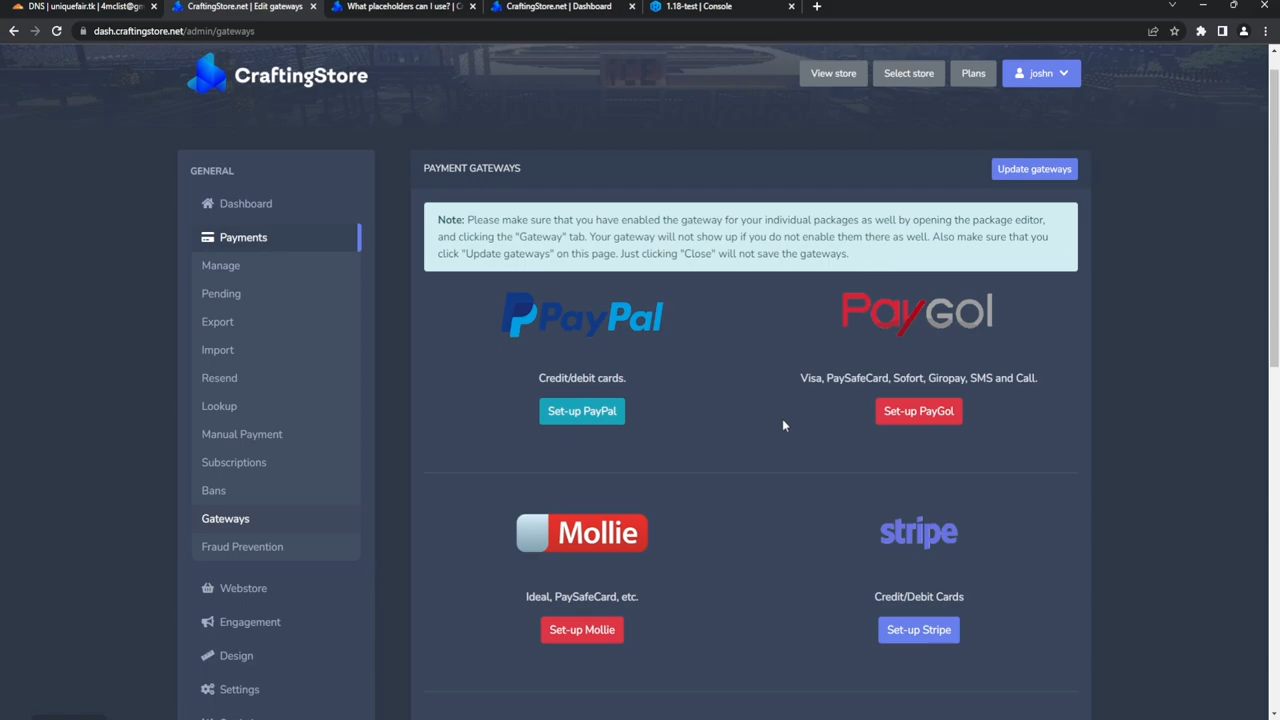 DNS | uniquefair.tk | 4mclist@gm
CraftingStore.net | Edit gateways
What placeholders can I use? | C
CraftingStore.net | Dashboard
1.18-test | Console
dash.craftingstore.net/admin/gateways
CraftingStore
View store
Select store
Plans
joshn
GENERAL
Dashboard
Payments
Manage
Pending
Export
Import
Resend
Lookup
Manual Payment
Subscriptions
Bans
Gateways
Fraud Prevention
Webstore
Engagement
Design
Settings
PAYMENT GATEWAYS
Update gateways
Note: Please make sure that you have enabled the gateway for your individual packages as well by opening the package editor,
and clicking the "Gateway" tab. Your gateway will not show up if you do not enable them there as well. Also make sure that you
click "Update gateways" on this page. Just clicking "Close" will not save the gateways.
PayPal
Credit/debit cards.
Set-up PayPal
PayGol
Visa, PaySafeCard, Sofort, Giropay, SMS and Call.
Set-up PayGol
Mollie
Ideal, PaySafeCard, etc.
Set-up Mollie
stripe
Credit/Debit Cards
Set-up Stripe